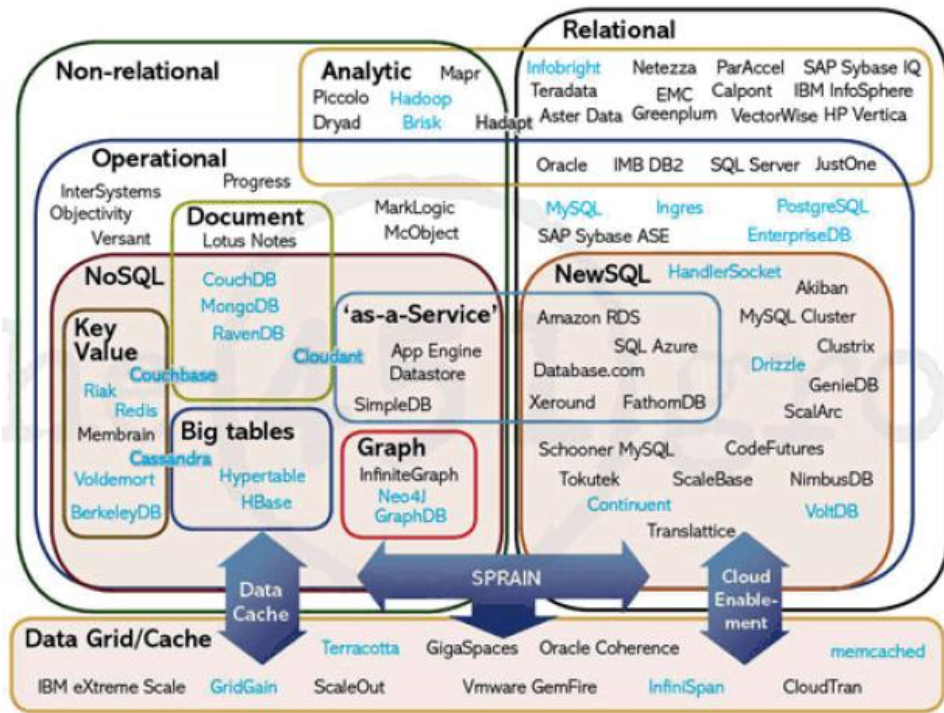 Relational
Non-relational
Analytic
Mapr
Piccolo
Hadoop
Dryad
Brisk
Hadapt
Infobright
Netezza
ParAccel
SAP Sybase IQ
Teradata
EMC
Calpont
IBM InfoSphere
Aster Data
Greenplum
VectorWise
HP Vertica
Operational
Oracle
IMB DB2
SQL Server
JustOne
InterSystems
Progress
Objectivity
Versant
Document
Lotus Notes
MarkLogic
McObject
MySQL
Ingres
PostgreSQL
SAP Sybase ASE
EnterpriseDB
NoSQL
CouchDB
MongoDB
RavenDB
Key
Value
Couchbase
Riak
Redis
Membrain
Cassandra
Voldemort
BerkeleyDB
Big tables
Hypertable
HBase
'as-a-Service'
Cloudant
App Engine
Datastore
SimpleDB
Graph
InfiniteGraph
Neo4J
GraphDB
NewSQL
HandlerSocket
Akiban
Amazon RDS
MySQL Cluster
SQL Azure
Clustrix
Database.com
Drizzle
GenieDB
Xeround
FathomDB
ScalArc
Schooner MySQL
CodeFutures
Tokutek
ScaleBase
NimbusDB
Continuent
VoltDB
Translattice
Data
Cache
SPRAIN
Cloud
Enable-
ment
Data Grid/Cache
Terracotta
GigaSpaces
Oracle Coherence
memcached
IBM eXtreme Scale
GridGain
ScaleOut
Vmware GemFire
InfiniSpan
CloudTran